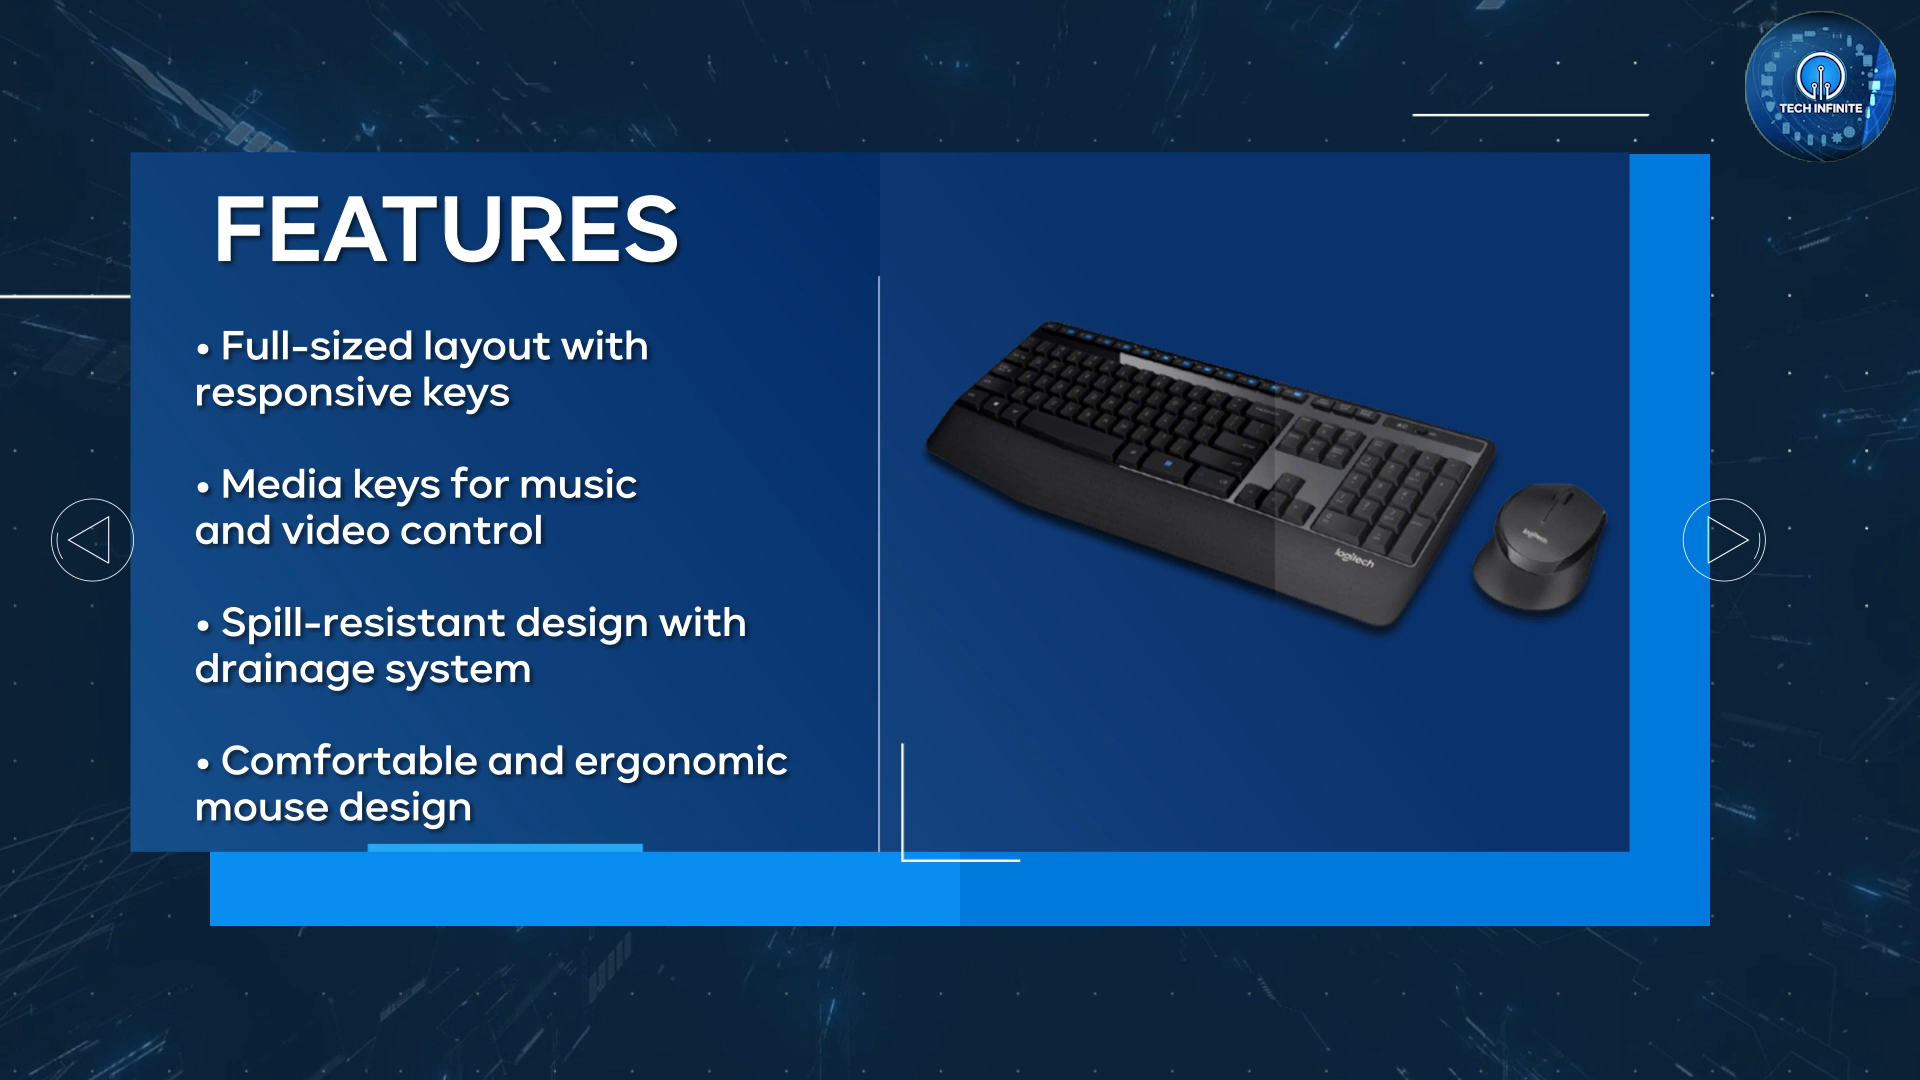 TECH INFINITE
FEATURES
• Full-sized layout with
responsive keys
• Media keys for music
and video control
• Spill-resistant design with
drainage system
• Comfortable and ergonomic
mouse design
logitech
logitech